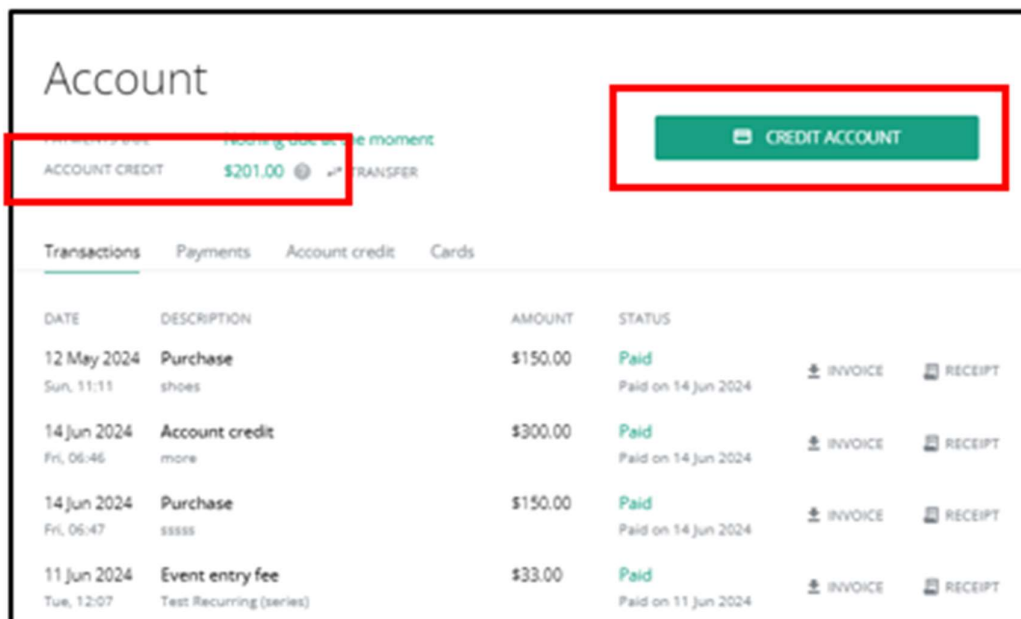 Account
CREDIT ACCOUNT
Nothing due at the moment
ACCOUNT CREDIT $201.00 TRANSFER
Transactions Payments Account credit Cards
DATE DESCRIPTION AMOUNT STATUS
12 May 2024 Purchase $150.00 Paid
Sun, 11:11 shoes Paid on 14 Jun 2024 INVOICE RECEIPT
14 Jun 2024 Account credit $300.00 Paid
Fri, 06:46 more Paid on 14 Jun 2024 INVOICE RECEIPT
14 Jun 2024 Purchase $150.00 Paid
Fri, 06:47 sssss Paid on 14 Jun 2024 INVOICE RECEIPT
11 Jun 2024 Event entry fee $33.00 Paid
Tue, 12:07 Test Recurring (series) Paid on 11 Jun 2024 INVOICE RECEIPT